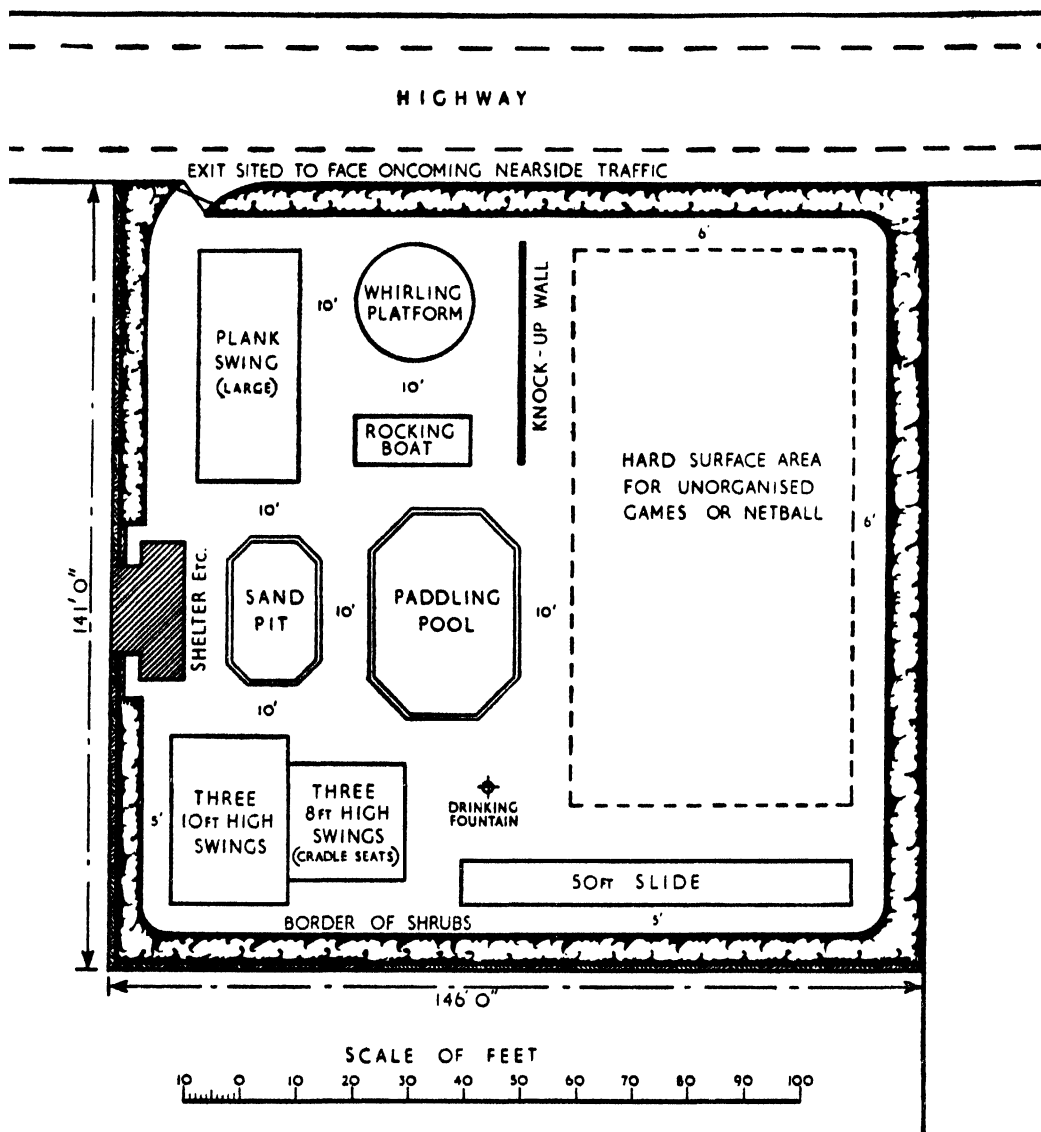 HIGHWAY
EXIT SITED TO FACE ONCOMING NEARSIDE TRAFFIC
6'
PLANK
SWING
(LARGE)
10'
WHIRLING
PLATFORM
10'
ROCKING
BOAT
KNOCK-UP WALL
HARD SURFACE AREA
FOR UNORGANISED
GAMES OR NETBALL
6'
10'
141' 0"
SHELTER ETC.
SAND
PIT
10'
PADDLING
POOL
10'
10'
5'
THREE
10FT HIGH
SWINGS
THREE
8FT HIGH
SWINGS
(CRADLE SEATS)
DRINKING
FOUNTAIN
50FT SLIDE
5'
BORDER OF SHRUBS
146' 0"
SCALE OF FEET
10 0 10 20 30 40 50 60 70 80 90 100